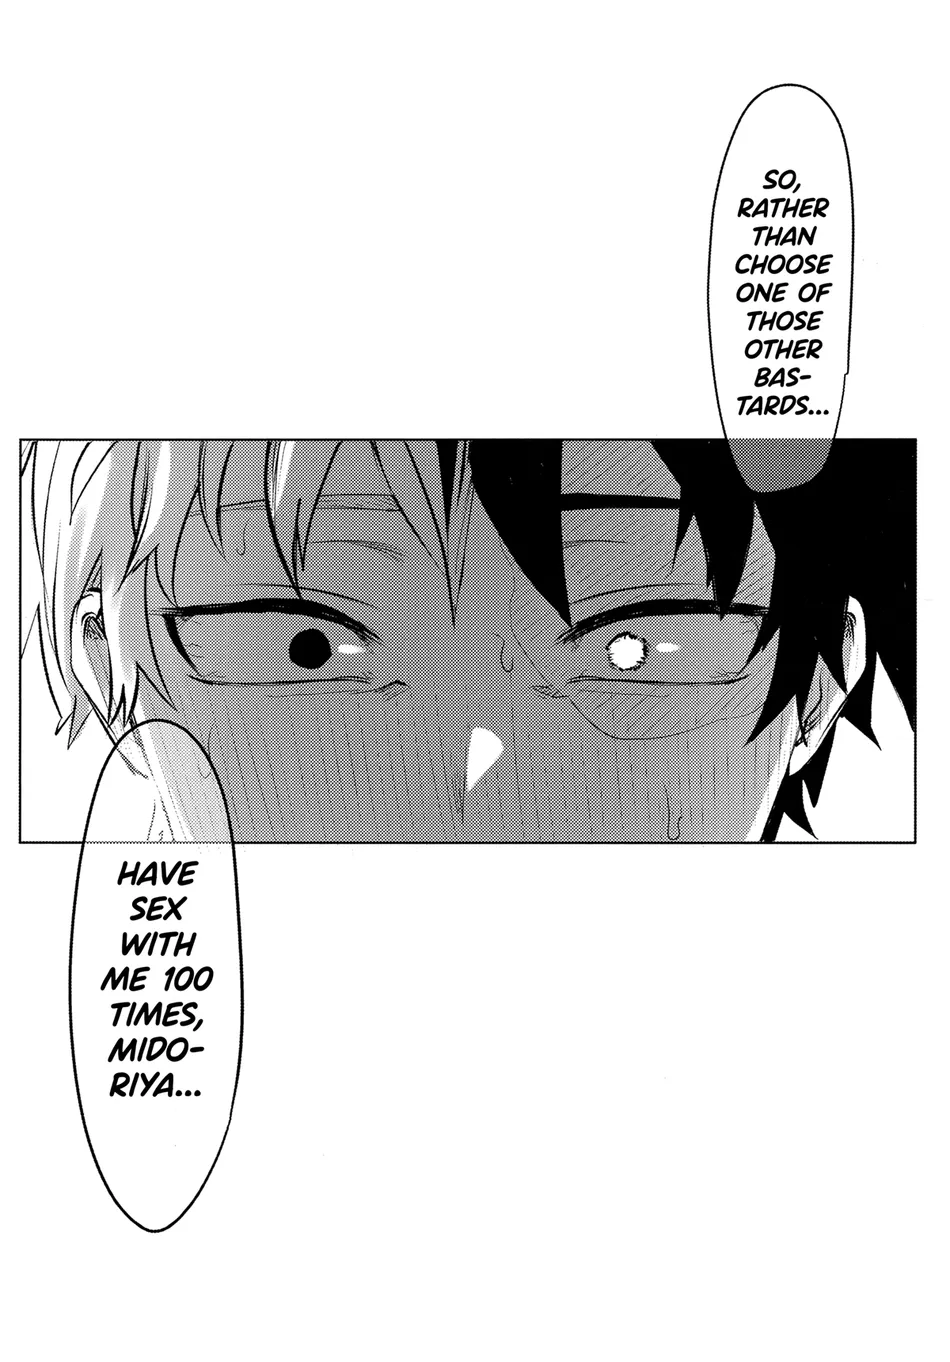 SO,
RATHER
THAN
CHOOSE
ONE OF
THOSE
OTHER
BAS-
TARDS...
HAVE
SEX
WITH
ME 100
TIMES,
MIDO-
RIYA...